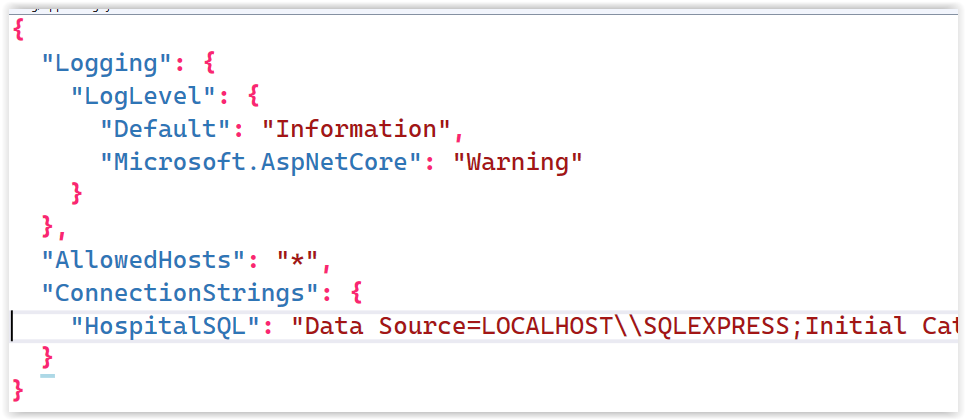 {
  "Logging": {
    "LogLevel": {
      "Default": "Information",
      "Microsoft.AspNetCore": "Warning"
    }
  },
  "AllowedHosts": "*",
  "ConnectionStrings": {
    "HospitalSQL": "Data Source=LOCALHOST\\SQLEXPRESS;Initial Cat
  }
}